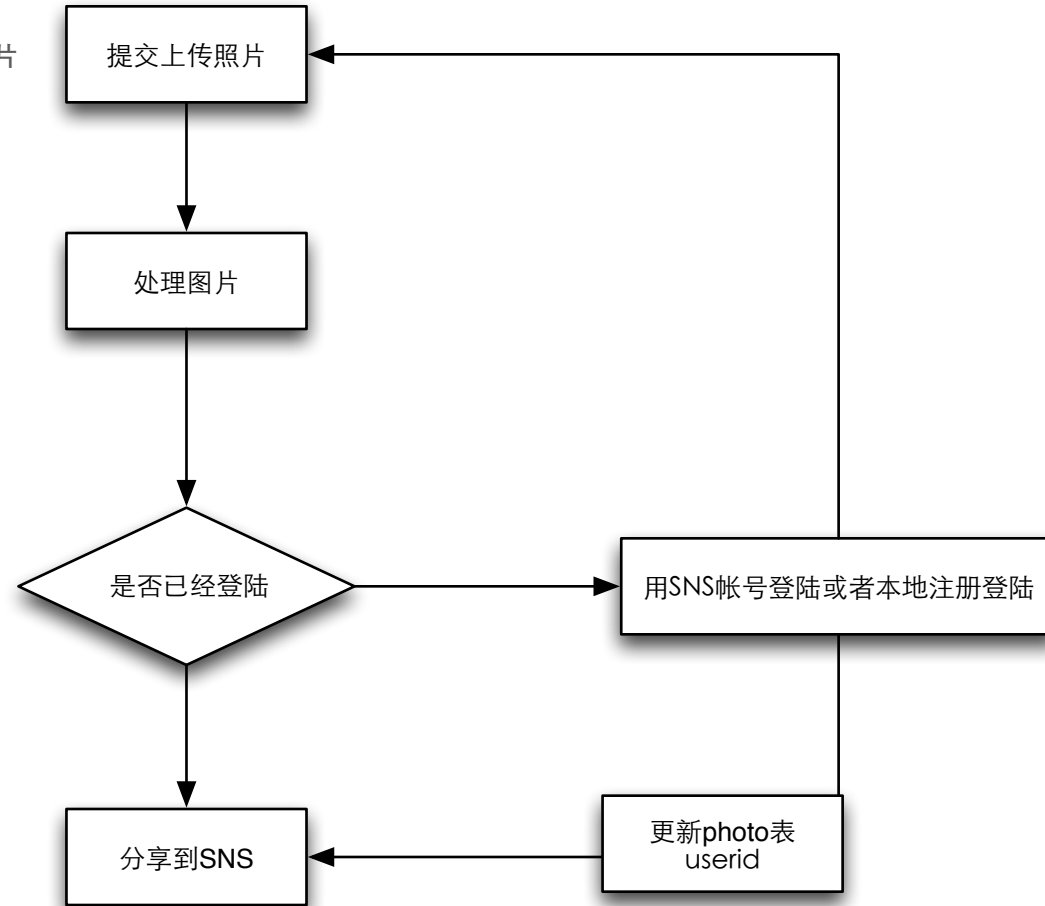 片
提交上传照片
处理图片
是否已经登陆
用SNS帐号登陆或者本地注册登陆
更新photo表
userid
分享到SNS